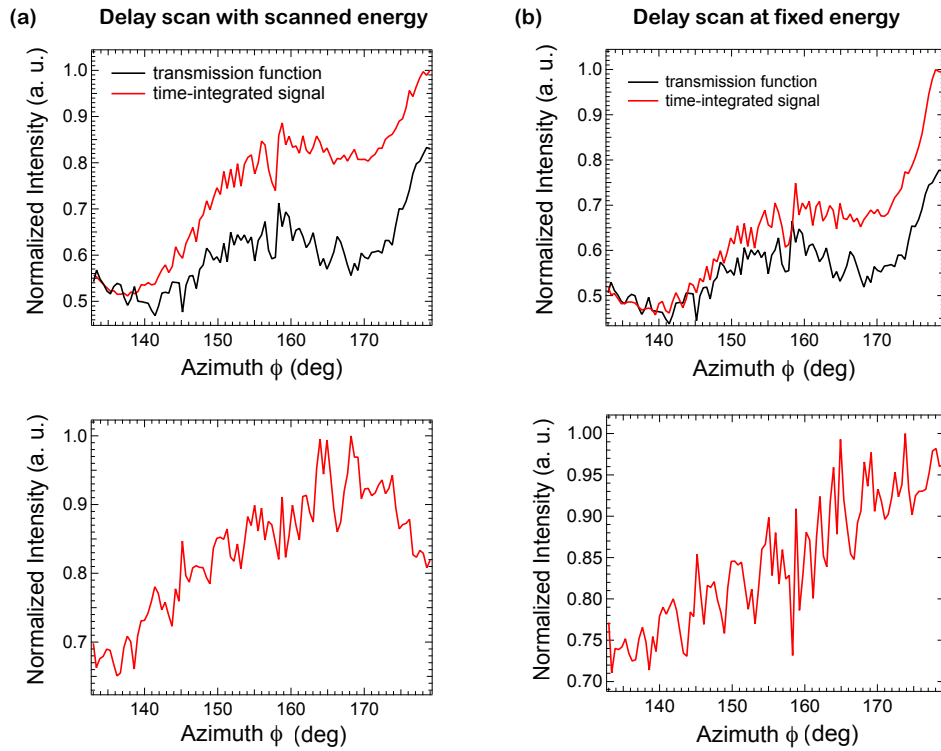 (a) Delay scan with scanned energy
(b) Delay scan at fixed energy
Normalized Intensity (a. u.)
1.0
0.9
0.8
0.7
0.6
0.5
transmission function
time-integrated signal
140 150 160 170
Azimuth ϕ (deg)
Normalized Intensity (a. u.)
1.0
0.9
0.8
0.7
0.6
0.5
transmission function
time-integrated signal
140 150 160 170
Azimuth ϕ (deg)
Normalized Intensity (a. u.)
1.0
0.9
0.8
0.7
140 150 160 170
Azimuth ϕ (deg)
Normalized Intensity (a. u.)
1.00
0.95
0.90
0.85
0.80
0.75
0.70
140 150 160 170
Azimuth ϕ (deg)